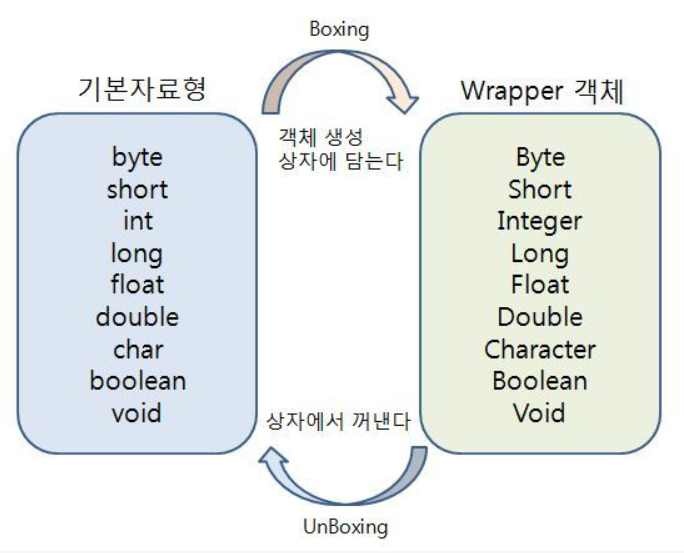 Boxing
기본자료형
Wrapper 객체
객체 생성
상자에 담는다
byte
short
int
long
float
double
char
boolean
void
Byte
Short
Integer
Long
Float
Double
Character
Boolean
Void
상자에서 꺼낸다
UnBoxing